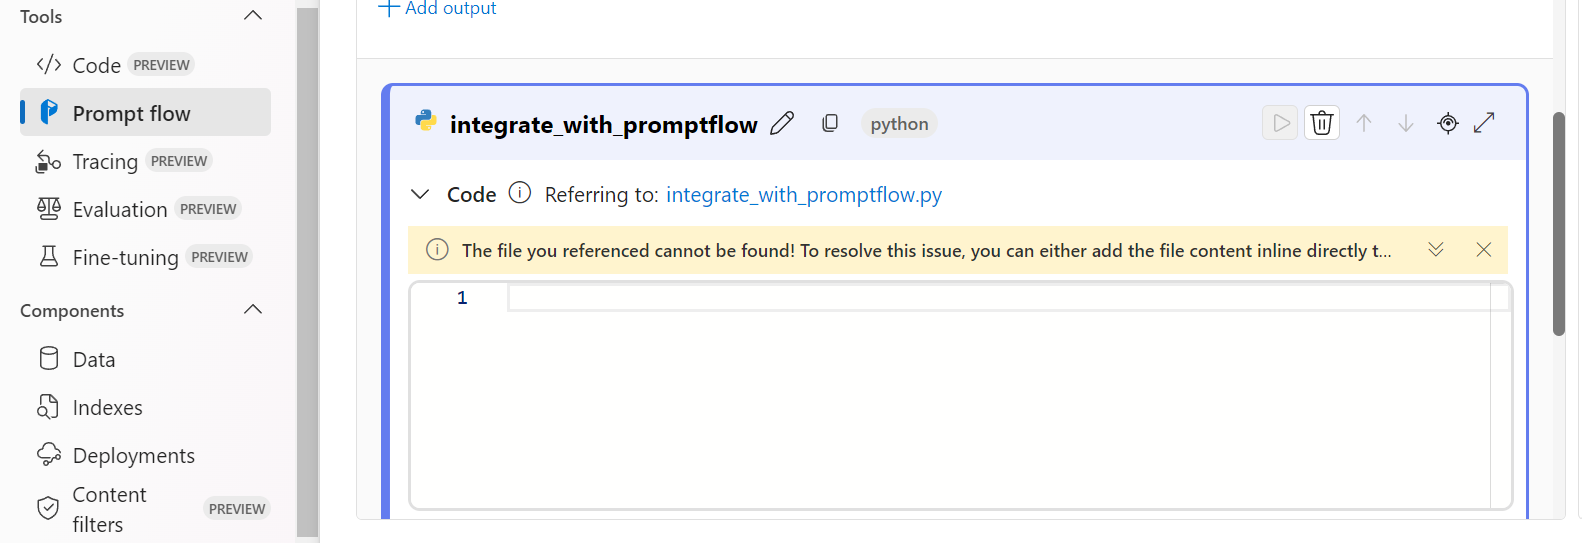 Tools
Code PREVIEW
Prompt flow
Tracing PREVIEW
Evaluation PREVIEW
Fine-tuning PREVIEW
Components
Data
Indexes
Deployments
Content filters PREVIEW
Add output
integrate_with_promptflow python
Code Referring to: integrate_with_promptflow.py
The file you referenced cannot be found! To resolve this issue, you can either add the file content inline directly t...
1